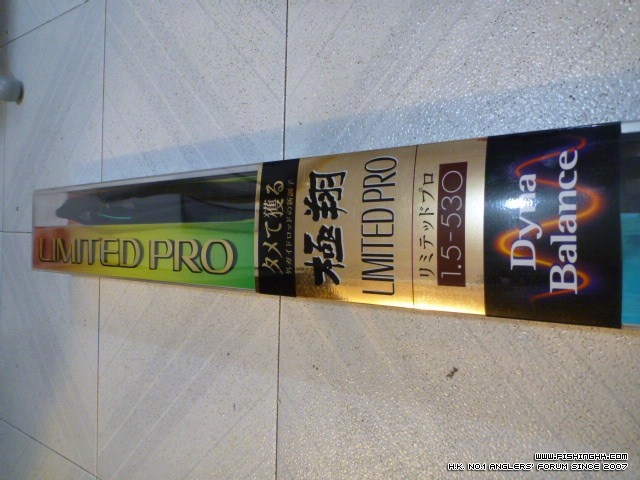 LIMITED PRO
タメて獲る
極翔
LIMITED PRO
リミテッドプロ
1.5-530
Dyna
Balance
WWW.FISHINGHK.COM
H.K. NO.1 ANGLERS' FORUM SINCE 2007